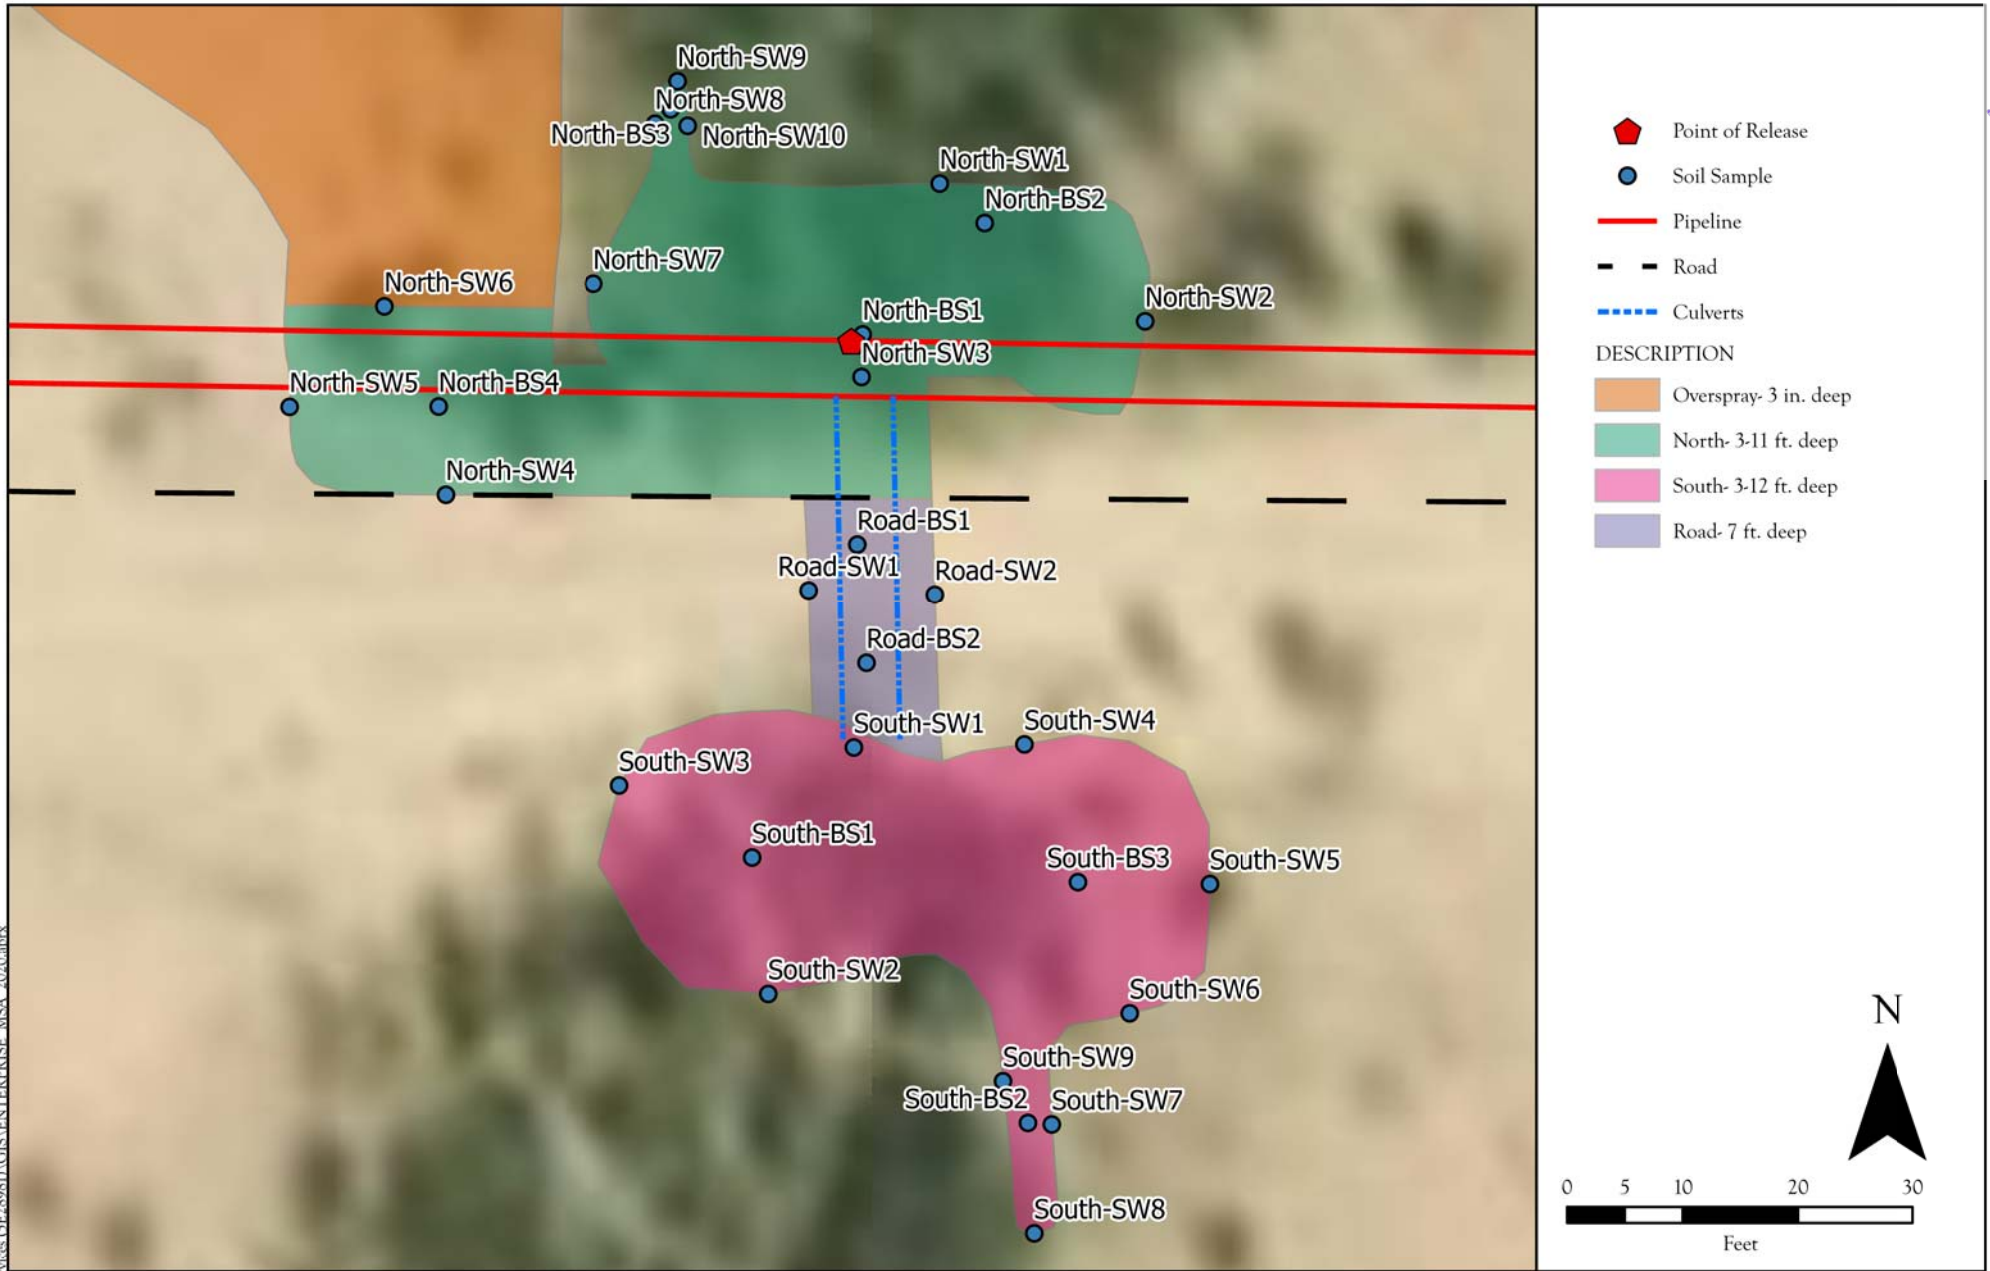 North-SW9
North-SW8
North-BS3
North-SW10
North-SW1
North-BS2
North-SW7
North-SW6
North-SW2
North-BS1
North-SW3
North-SW5
North-BS4
North-SW4
Road-BS1
Road-SW1
Road-SW2
Road-BS2
South-SW1
South-SW4
South-SW3
South-BS1
South-BS3
South-SW5
South-SW2
South-SW6
South-SW9
South-BS2
South-SW7
South-SW8
Point of Release
Soil Sample
Pipeline
Road
Culverts
DESCRIPTION
Overspray- 3 in. deep
North- 3-11 ft. deep
South- 3-12 ft. deep
Road- 7 ft. deep
N
0 5 10 20 30
Feet